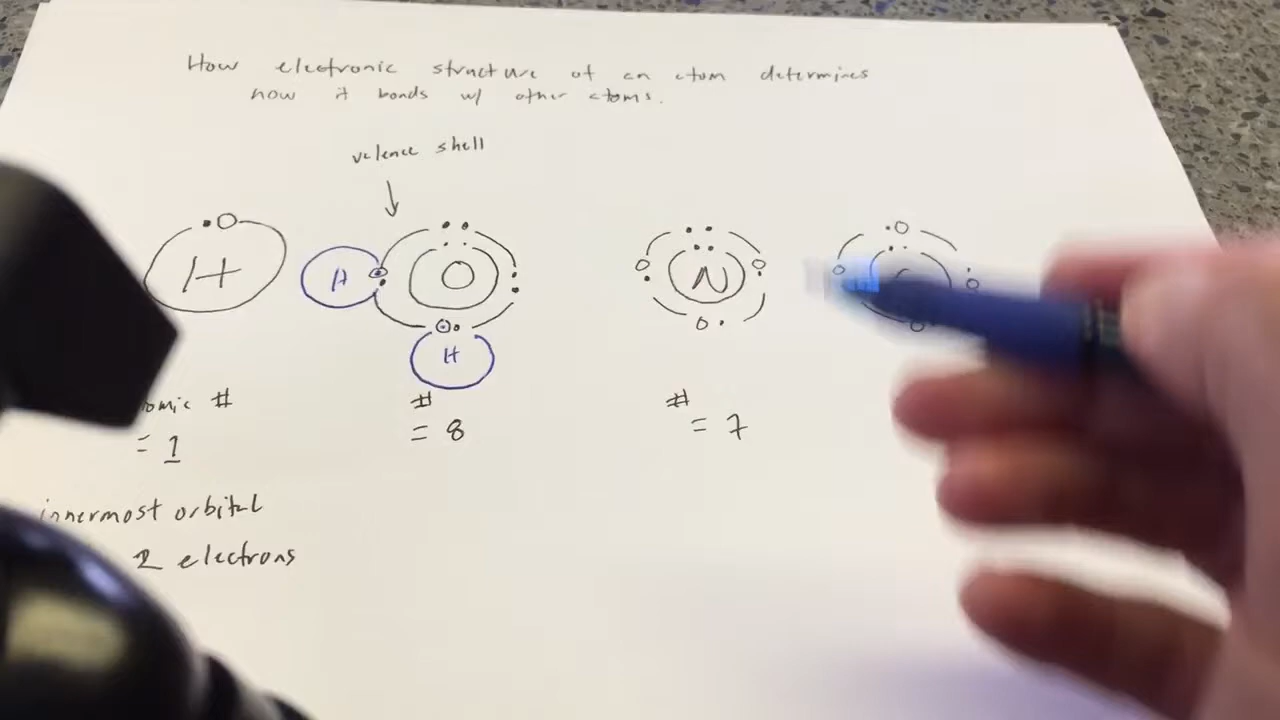 How electronic structure of an atom determines
how it bonds w/ other atoms.
valence shell
H
H
O
H
N
#
= 1
#
= 8
#
= 7
innermost orbital
2 electrons